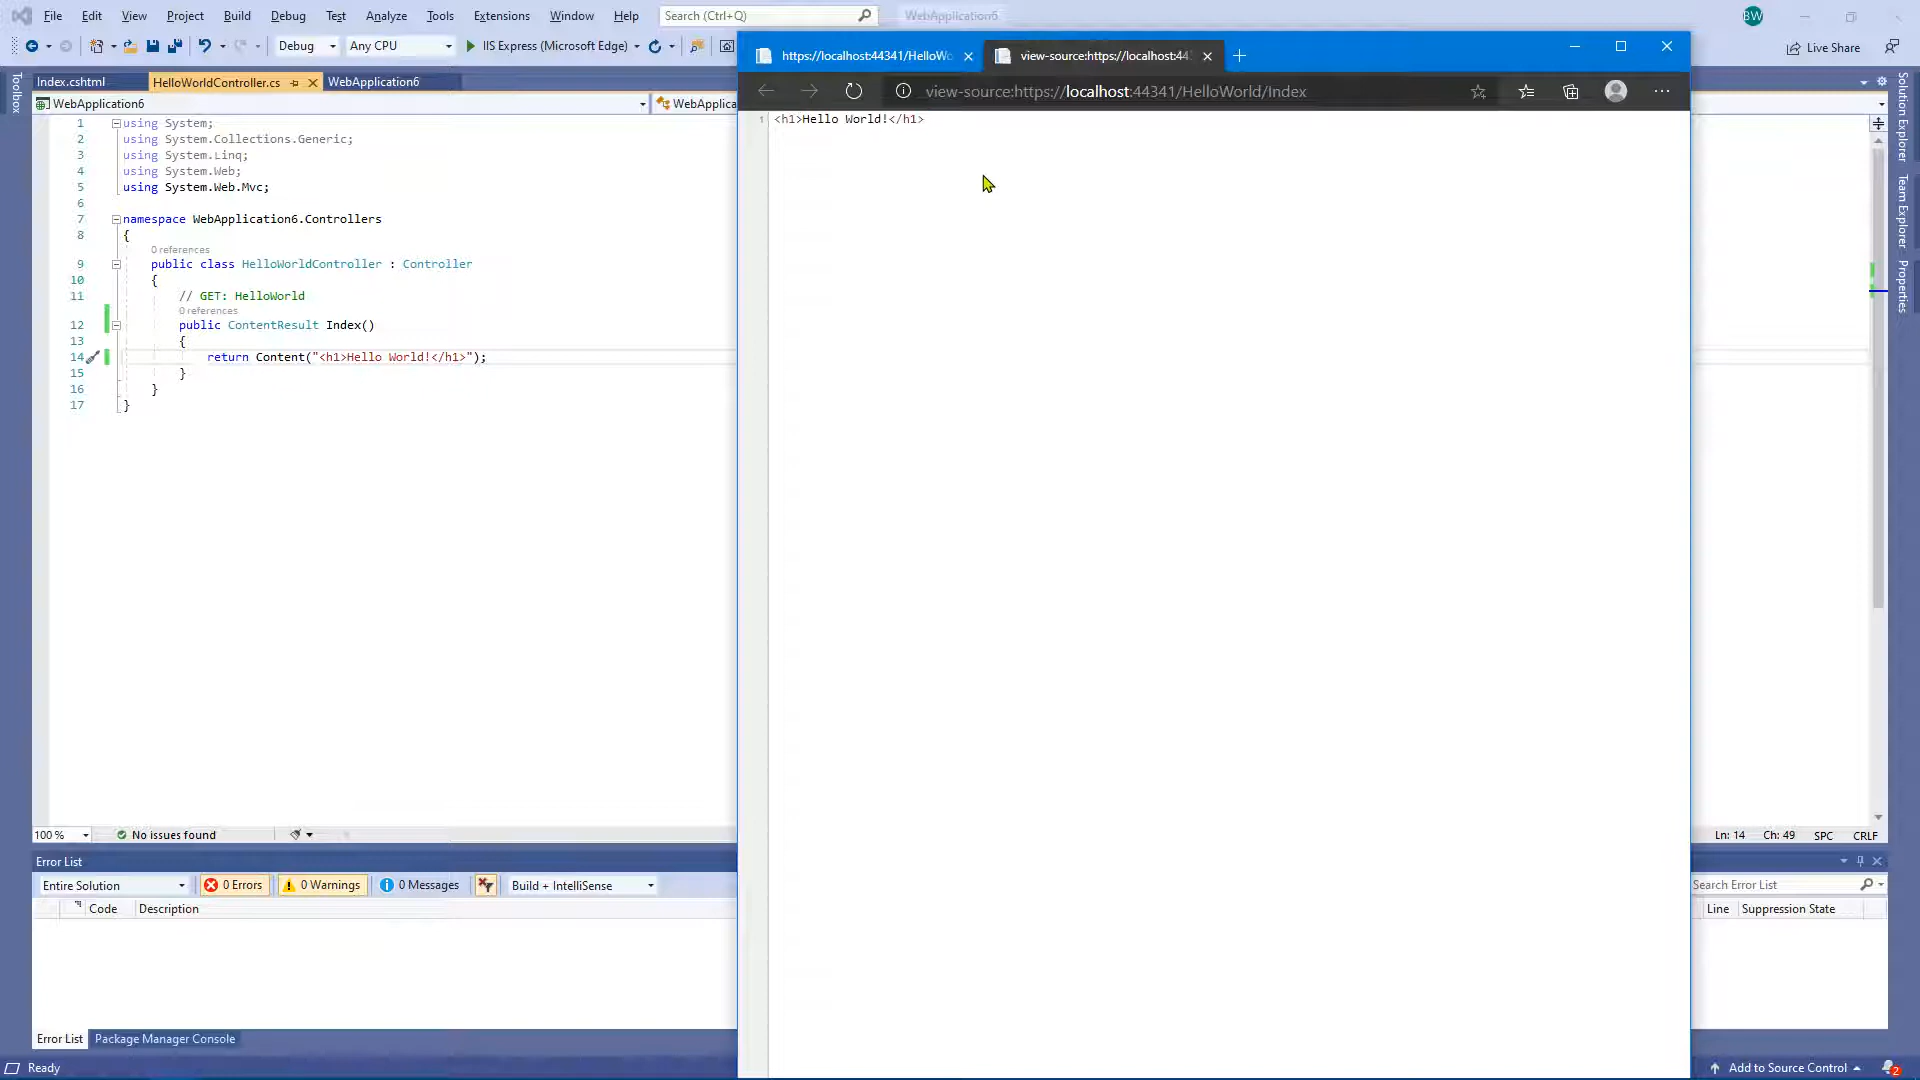 File Edit View Project Build Debug Test Analyze Tools Extensions Window Help Search (Ctrl+Q) WebApplication6 BW
Debug Any CPU IIS Express (Microsoft Edge) Live Share
https://localhost:44341/HelloWo view-source:https://localhost:44
Index.cshtml HelloWorldController.cs WebApplication6
view-source:https://localhost:44341/HelloWorld/Index
WebApplication6 WebApplica
1 <h1>Hello World!</h1>
Toolbox
Solution Explorer
Team Explorer
Properties
1 using System;
2 using System.Collections.Generic;
3 using System.Linq;
4 using System.Web;
5 using System.Web.Mvc;
6
7 namespace WebApplication6.Controllers
8 {
0 references
9 public class HelloWorldController : Controller
10 {
11 // GET: HelloWorld
0 references
12 public ContentResult Index()
13 {
14 return Content("<h1>Hello World!</h1>");
15 }
16 }
17 }
100 % No issues found Ln: 14 Ch: 49 SPC CRLF
Error List
Entire Solution 0 Errors 0 Warnings 0 Messages Build + IntelliSense Search Error List
Code Description Line Suppression State
Error List Package Manager Console
Ready Add to Source Control 2